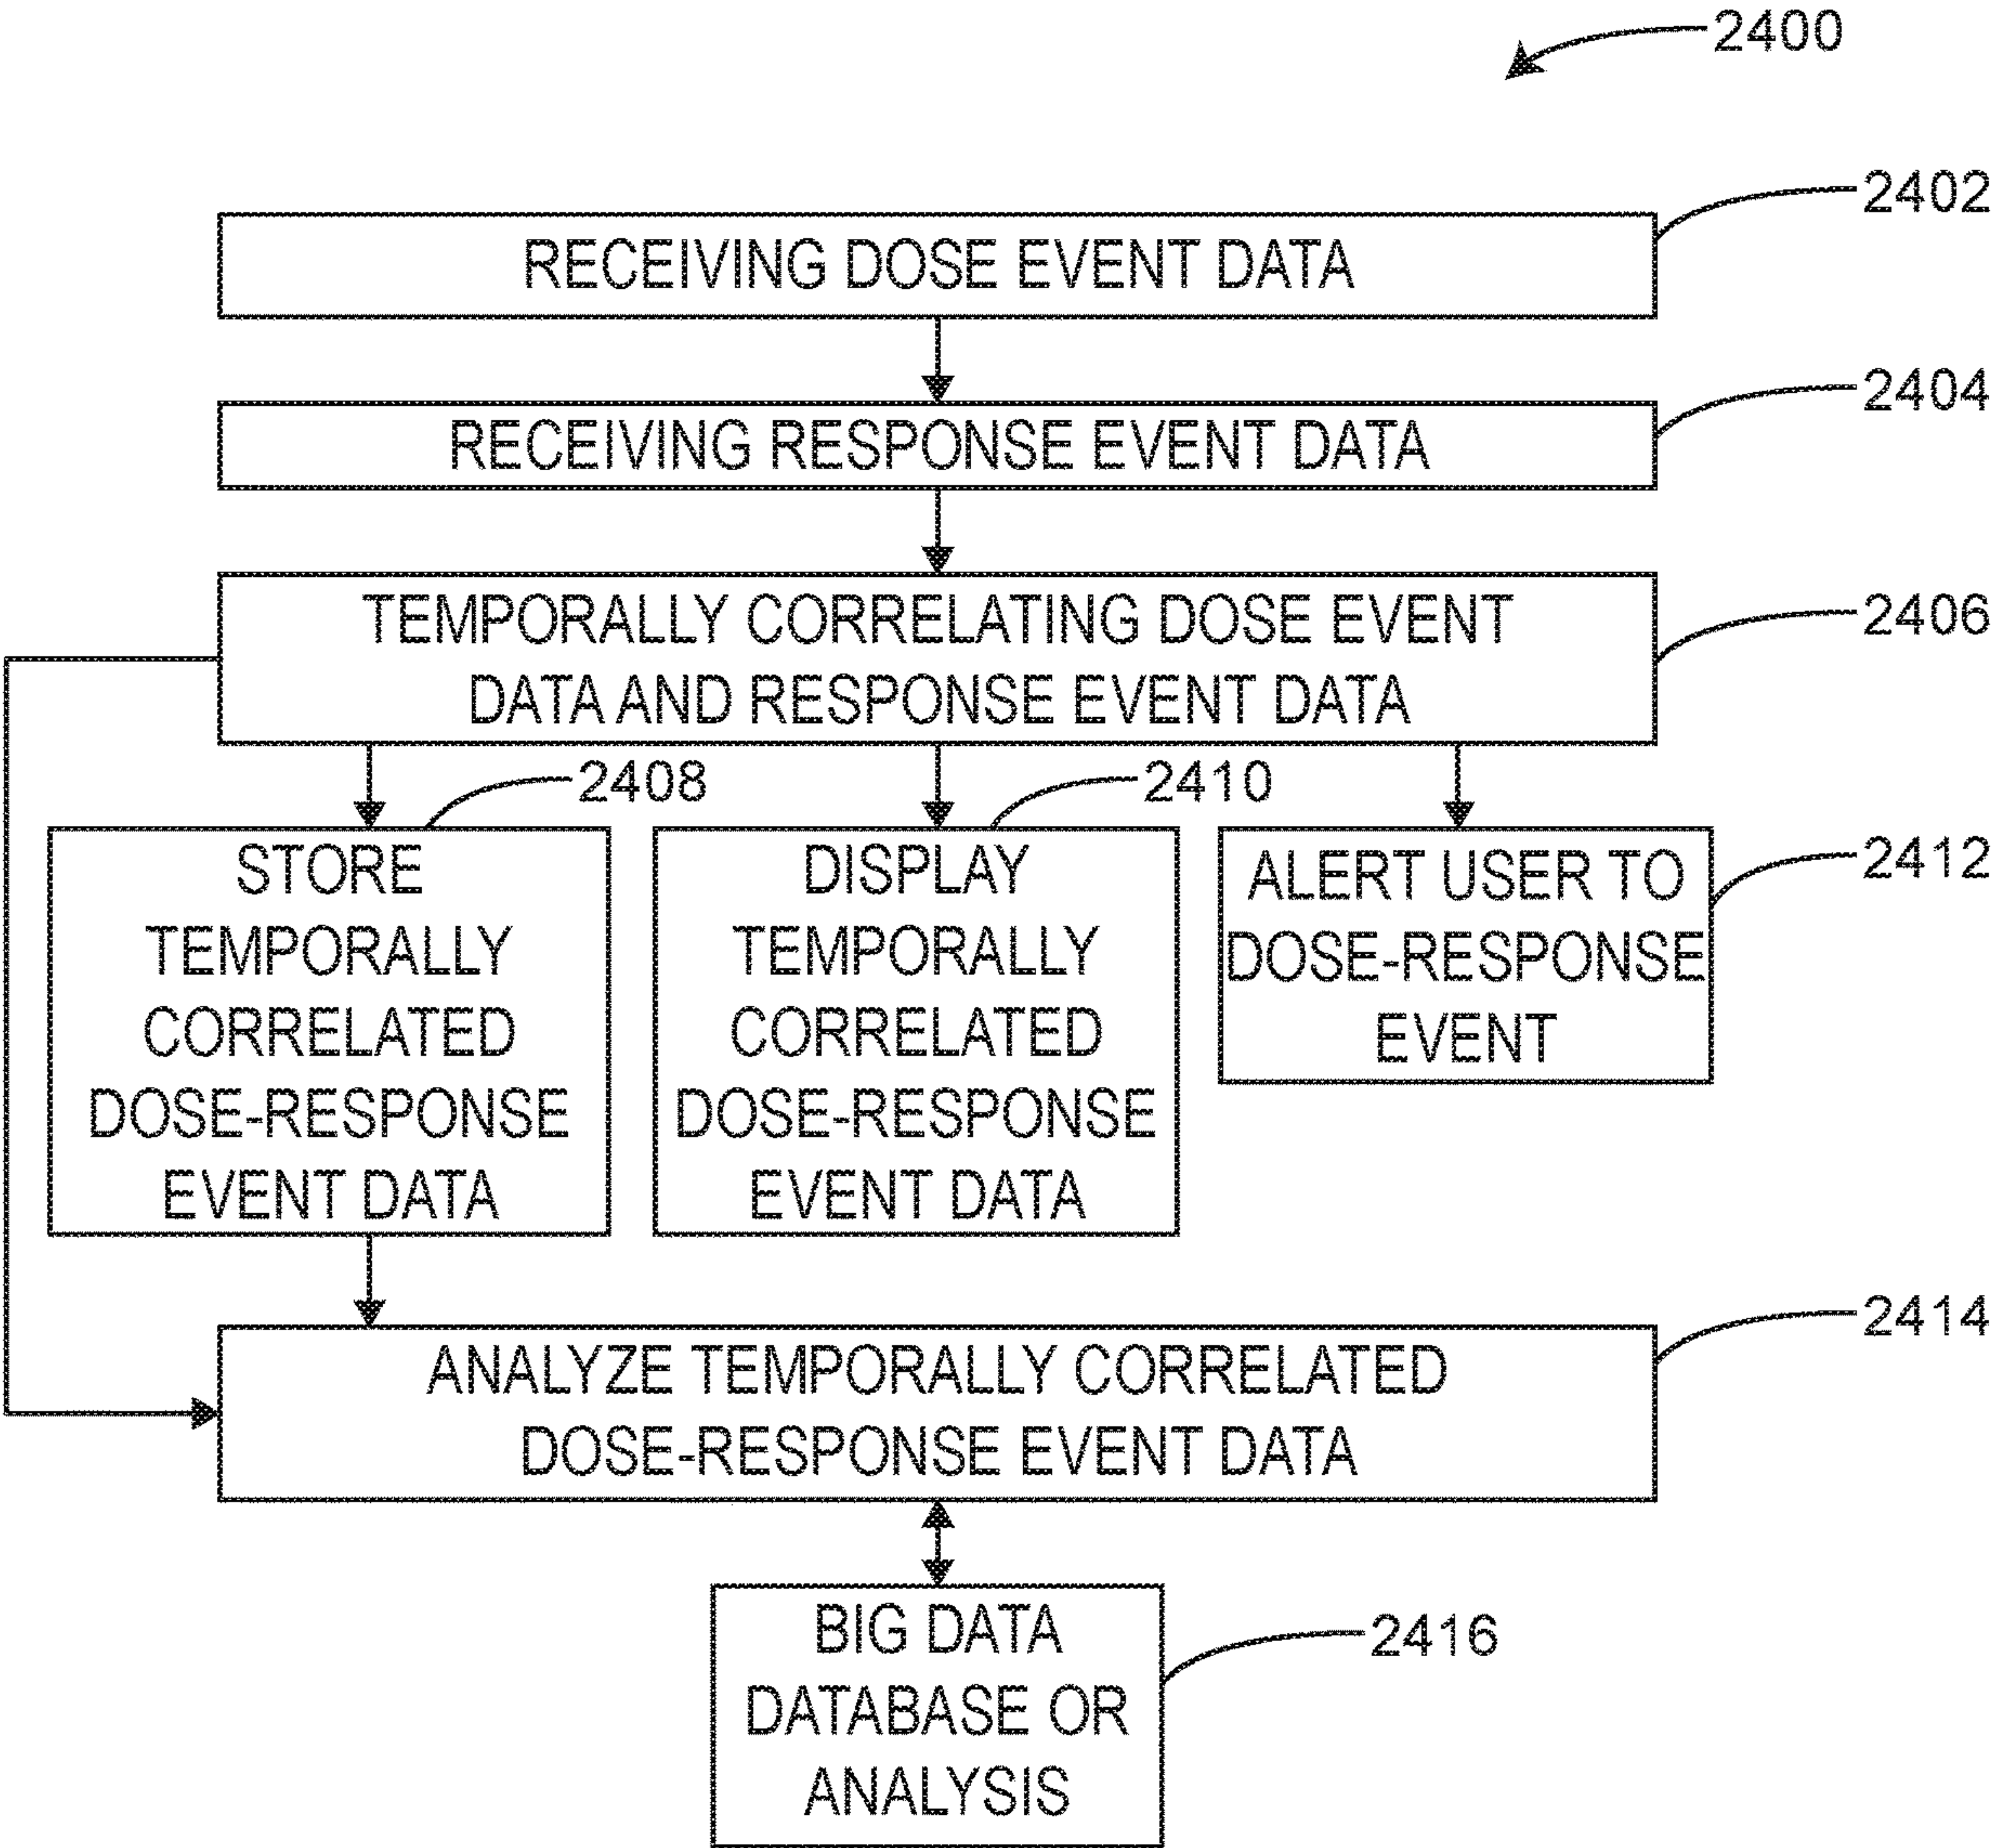 2400
2402
RECEIVING DOSE EVENT DATA
2404
RECEIVING RESPONSE EVENT DATA
2406
TEMPORALLY CORRELATING DOSE EVENT
DATA AND RESPONSE EVENT DATA
2408
STORE
TEMPORALLY
CORRELATED
DOSE-RESPONSE
EVENT DATA
2410
DISPLAY
TEMPORALLY
CORRELATED
DOSE-RESPONSE
EVENT DATA
2412
ALERT USER TO
DOSE-RESPONSE
EVENT
2414
ANALYZE TEMPORALLY CORRELATED
DOSE-RESPONSE EVENT DATA
BIG DATA
DATABASE OR
ANALYSIS
2416